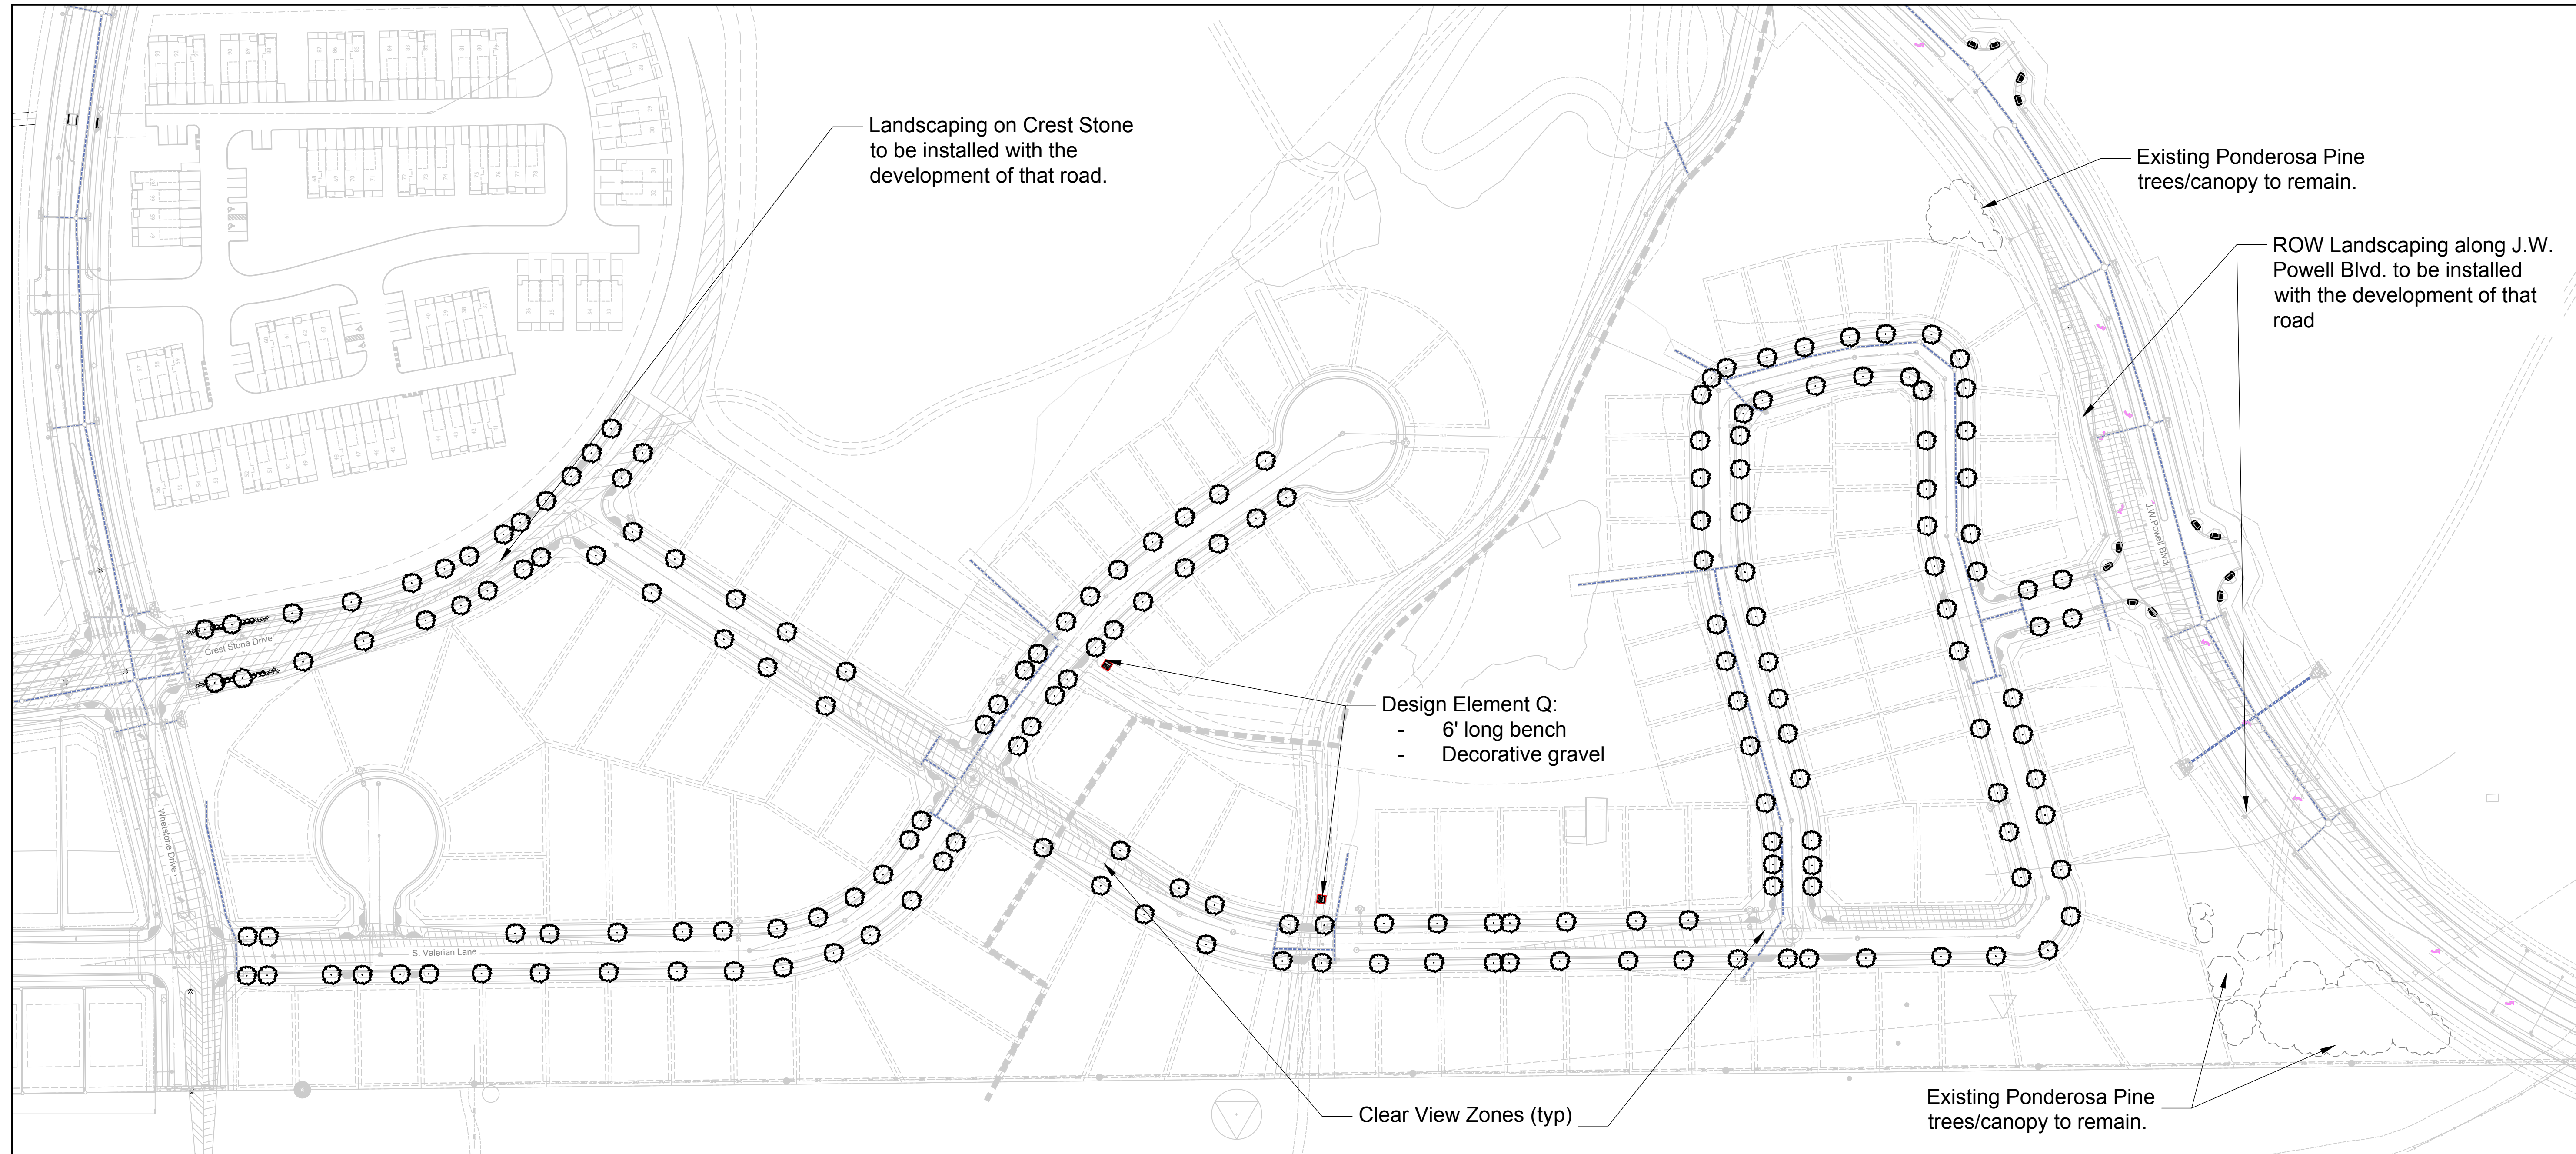 Landscaping on Crest Stone
to be installed with the
development of that road.
Existing Ponderosa Pine
trees/canopy to remain.
ROW Landscaping along J.W.
Powell Blvd. to be installed
with the development of that
road
J.W.Powell Blvd.
Crest Stone Drive
Design Element Q:
- 6' long bench
- Decorative gravel
Whetstone Drive
S. Valerian Lane
Clear View Zones (typ)
Existing Ponderosa Pine
trees/canopy to remain.